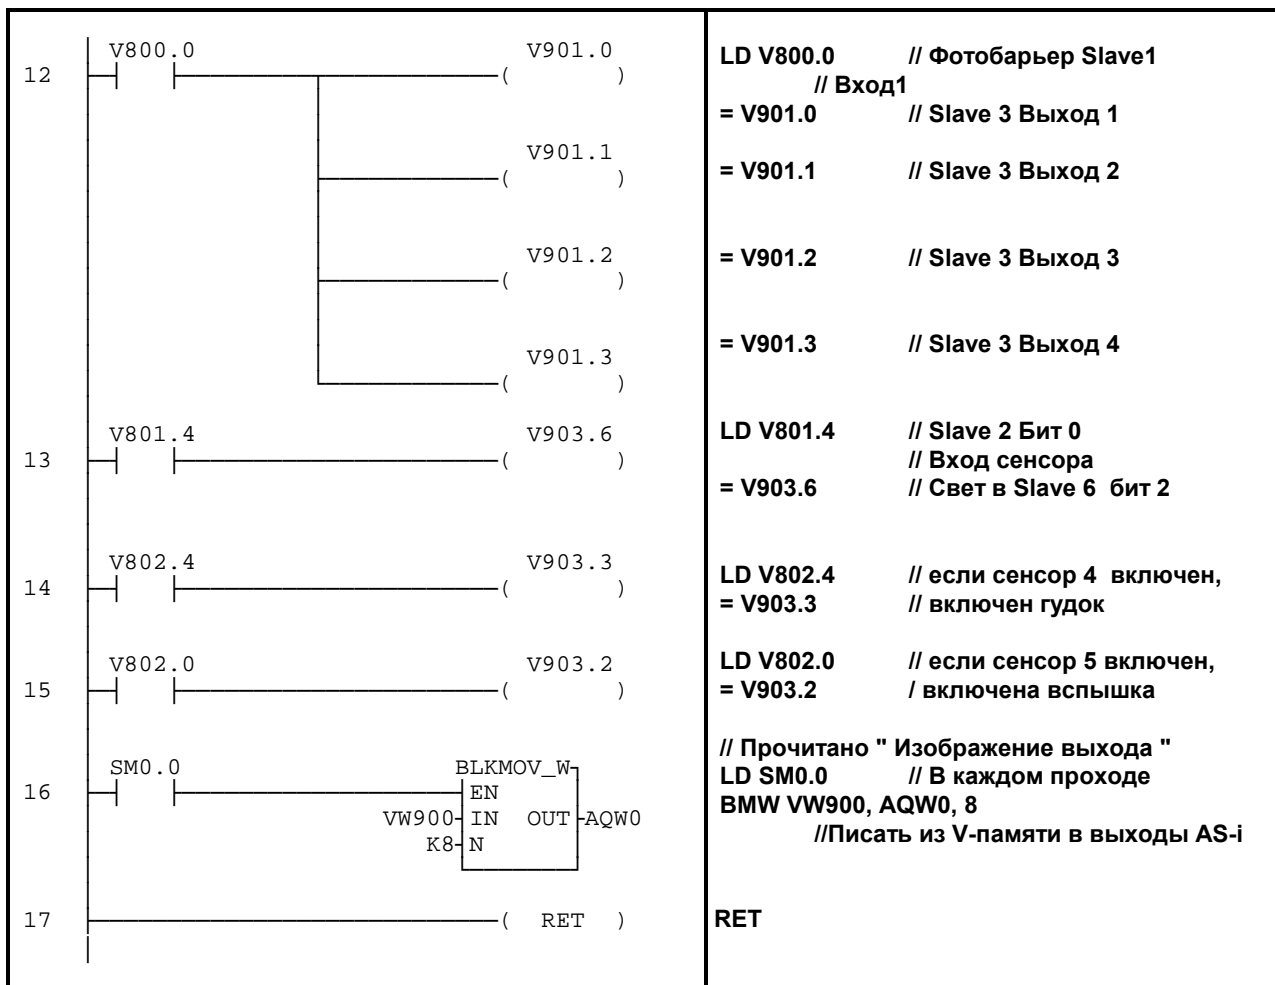 V800.0 V901.0
12 ( )
V901.1
( )
V901.2
( )
V901.3
( )
V801.4 V903.6
13 ( )
V802.4 V903.3
14 ( )
V802.0 V903.2
15 ( )
SM0.0 BLKMOV_W
16 EN
VW900 IN OUT AQW0
K8 N
17 ( RET )
LD V800.0 // Фотобарьер Slave1
// Вход1
= V901.0 // Slave 3 Выход 1
= V901.1 // Slave 3 Выход 2
= V901.2 // Slave 3 Выход 3
= V901.3 // Slave 3 Выход 4
LD V801.4 // Slave 2 Бит 0
// Вход сенсора
= V903.6 // Свет в Slave 6 бит 2
LD V802.4 // если сенсор 4 включен,
= V903.3 // включен гудок
LD V802.0 // если сенсор 5 включен,
= V903.2 / включена вспышка
// Прочитано " Изображение выхода "
LD SM0.0 // В каждом проходе
BMW VW900, AQW0, 8
//Писать из V-памяти в выходы AS-i
RET